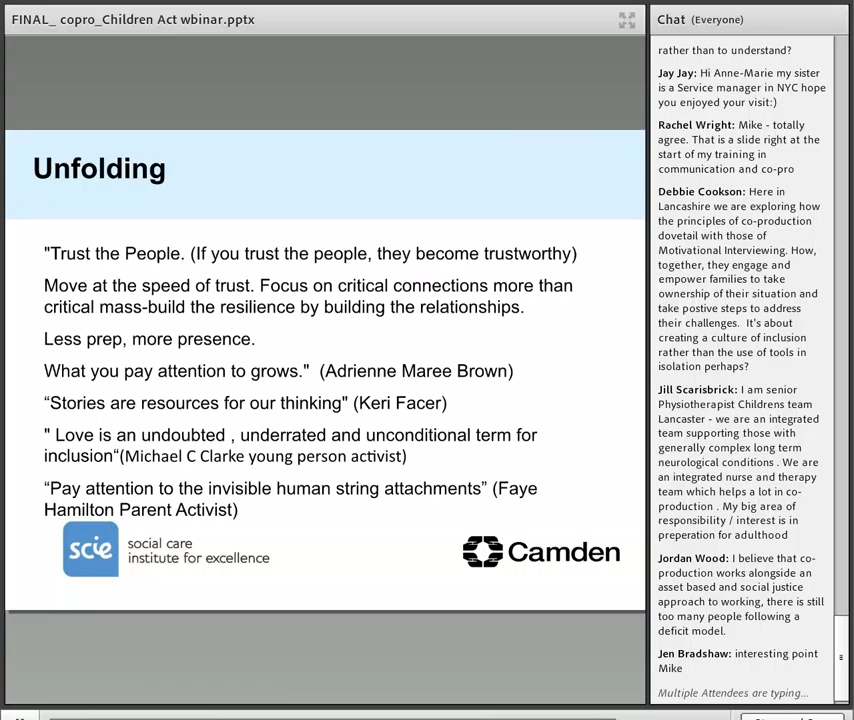 FINAL_ copro_Children Act wbinar.pptx
Unfolding
"Trust the People. (If you trust the people, they become trustworthy)
Move at the speed of trust. Focus on critical connections more than
critical mass-build the resilience by building the relationships.
Less prep, more presence.
What you pay attention to grows."  (Adrienne Maree Brown)
“Stories are resources for our thinking" (Keri Facer)
" Love is an undoubted , underrated and unconditional term for
inclusion“(Michael C Clarke young person activist)
“Pay attention to the invisible human string attachments” (Faye
Hamilton Parent Activist)
scie
social care
institute for excellence
Camden
Chat (Everyone)
rather than to understand?
Jay Jay: Hi Anne-Marie my sister
is a Service manager in NYC hope
you enjoyed your visit:)
Rachel Wright: Mike - totally
agree. That is a slide right at the
start of my training in
communication and co-pro
Debbie Cookson: Here in
Lancashire we are exploring how
the principles of co-production
dovetail with those of
Motivational Interviewing. How,
together, they engage and
empower families to take
ownership of their situation and
take postive steps to address
their challenges.  It's about
creating a culture of inclusion
rather than the use of tools in
isolation perhaps?
Jill Scarisbrick: I am senior
Physiotherapist Childrens team
Lancaster - we are an integrated
team supporting those with
generally complex long term
neurological conditions . We are
an integrated nurse and therapy
team which helps a lot in co-
production . My big area of
responsibility / interest is in
preperation for adulthood
Jordan Wood: I believe that co-
production works alongside an
asset based and social justice
approach to working, there is still
too many people following a
deficit model.
Jen Bradshaw: interesting point
Mike
Multiple Attendees are typing...